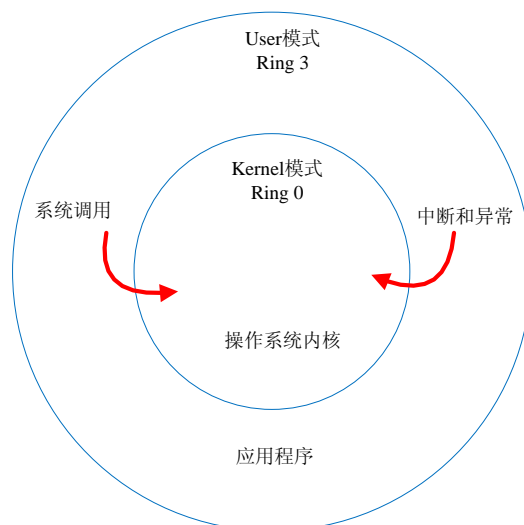 User模式
Ring 3
Kernel模式
Ring 0
系统调用
中断和异常
操作系统内核
应用程序